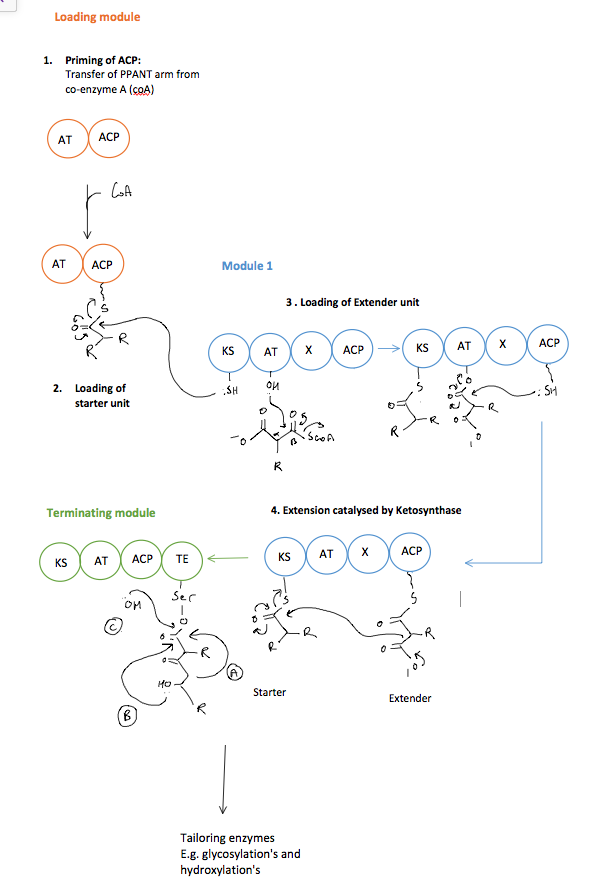 Loading module
1. Priming of ACP:
Transfer of PPANT arm from
co-enzyme A (coA)
AT ACP
CoA
AT ACP
S
O
R
R
Module 1
3. Loading of Extender unit
KS AT X ACP KS AT X ACP
:SH OH S O :SH
2. Loading of
starter unit
O O O O
-O B SCoA R R R O
R O
Terminating module
4. Extension catalysed by Ketosynthase
KS AT ACP TE
KS AT X ACP
Ser S S
OH
O O O
C O R R
O R R O
A O
HO
B R
Starter
Extender
Tailoring enzymes
E.g. glycosylation's and
hydroxylation's